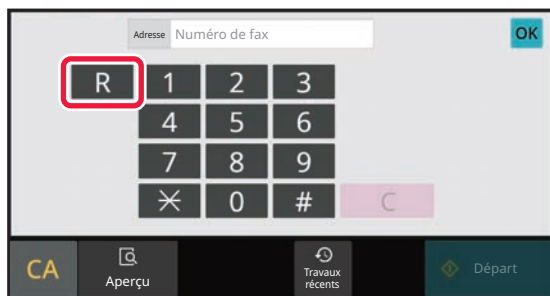 Adresse Numéro de fax OK
R 1 2 3
4 5 6
7 8 9
* 0 # C
CA Aperçu Travaux récents Départ